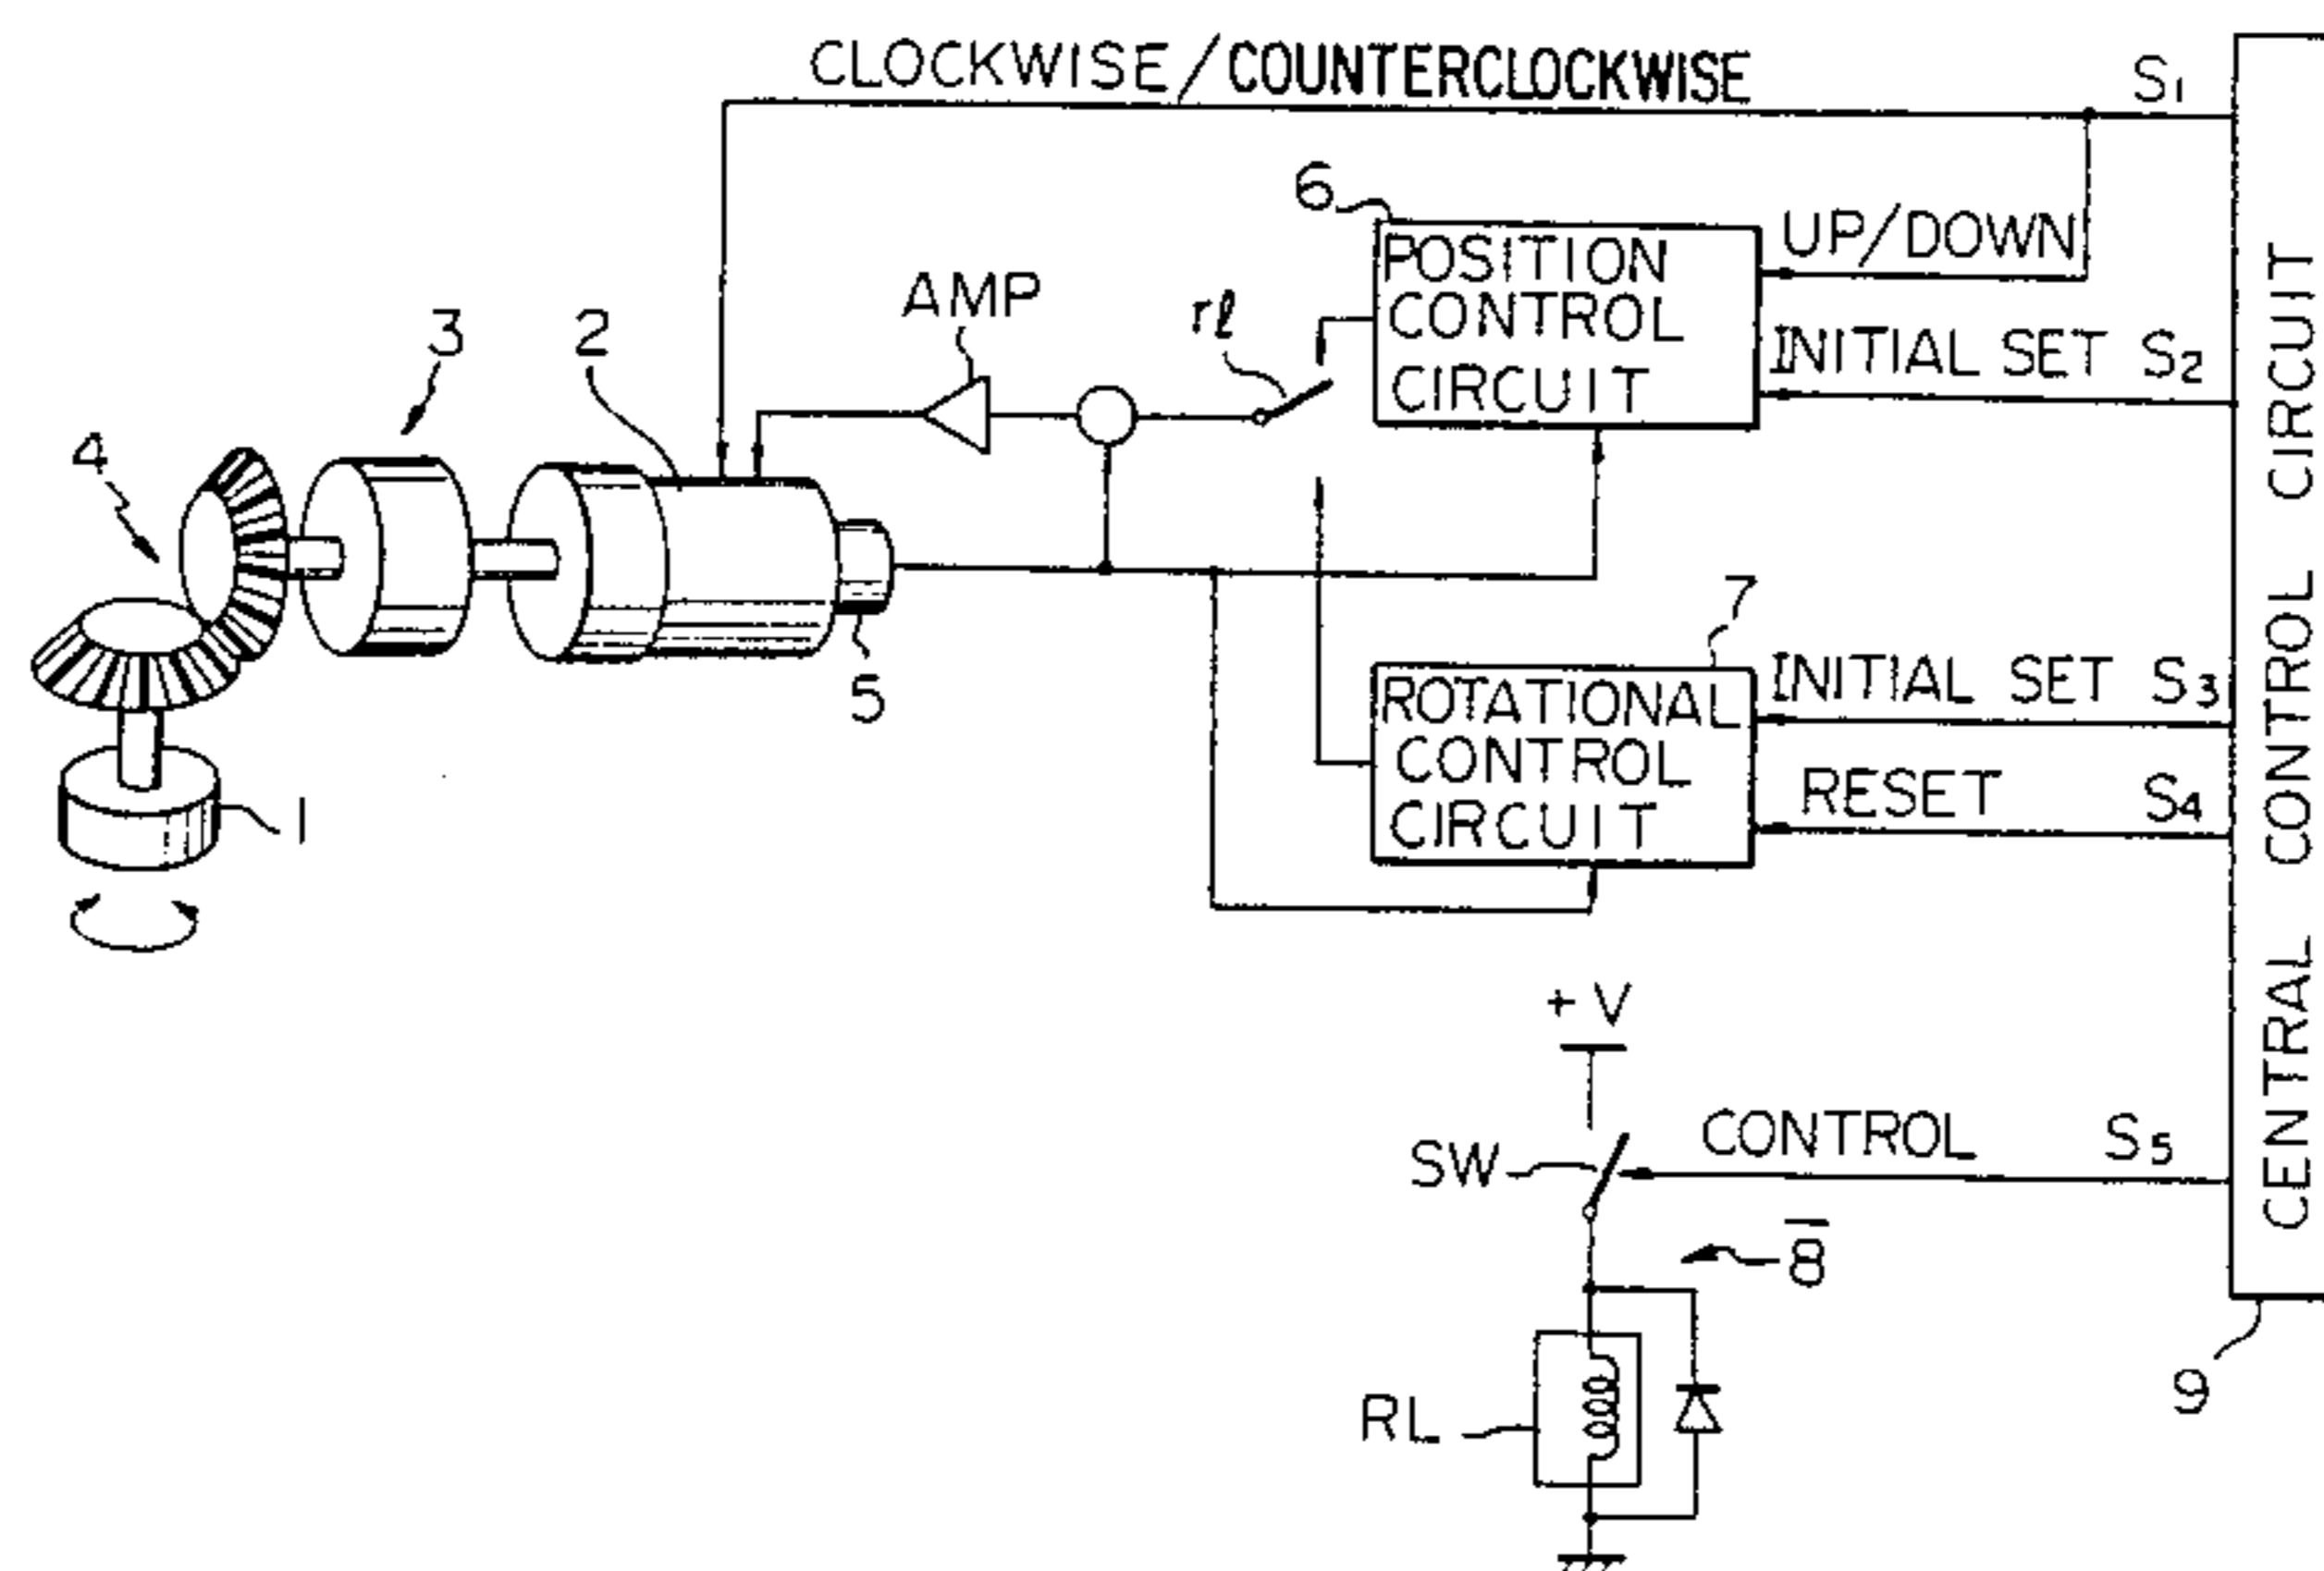 CLOCKWISE/COUNTERCLOCKWISE
S1
6
POSITION
CONTROL
CIRCUIT
UP/DOWN
INITIAL SET S2
AMP
rl
3
2
4
5
1
7
ROTATIONAL
CONTROL
CIRCUIT
INITIAL SET S3
RESET S4
+V
SW
CONTROL S5
8
RL
9
CENTRAL CONTROL CIRCUIT